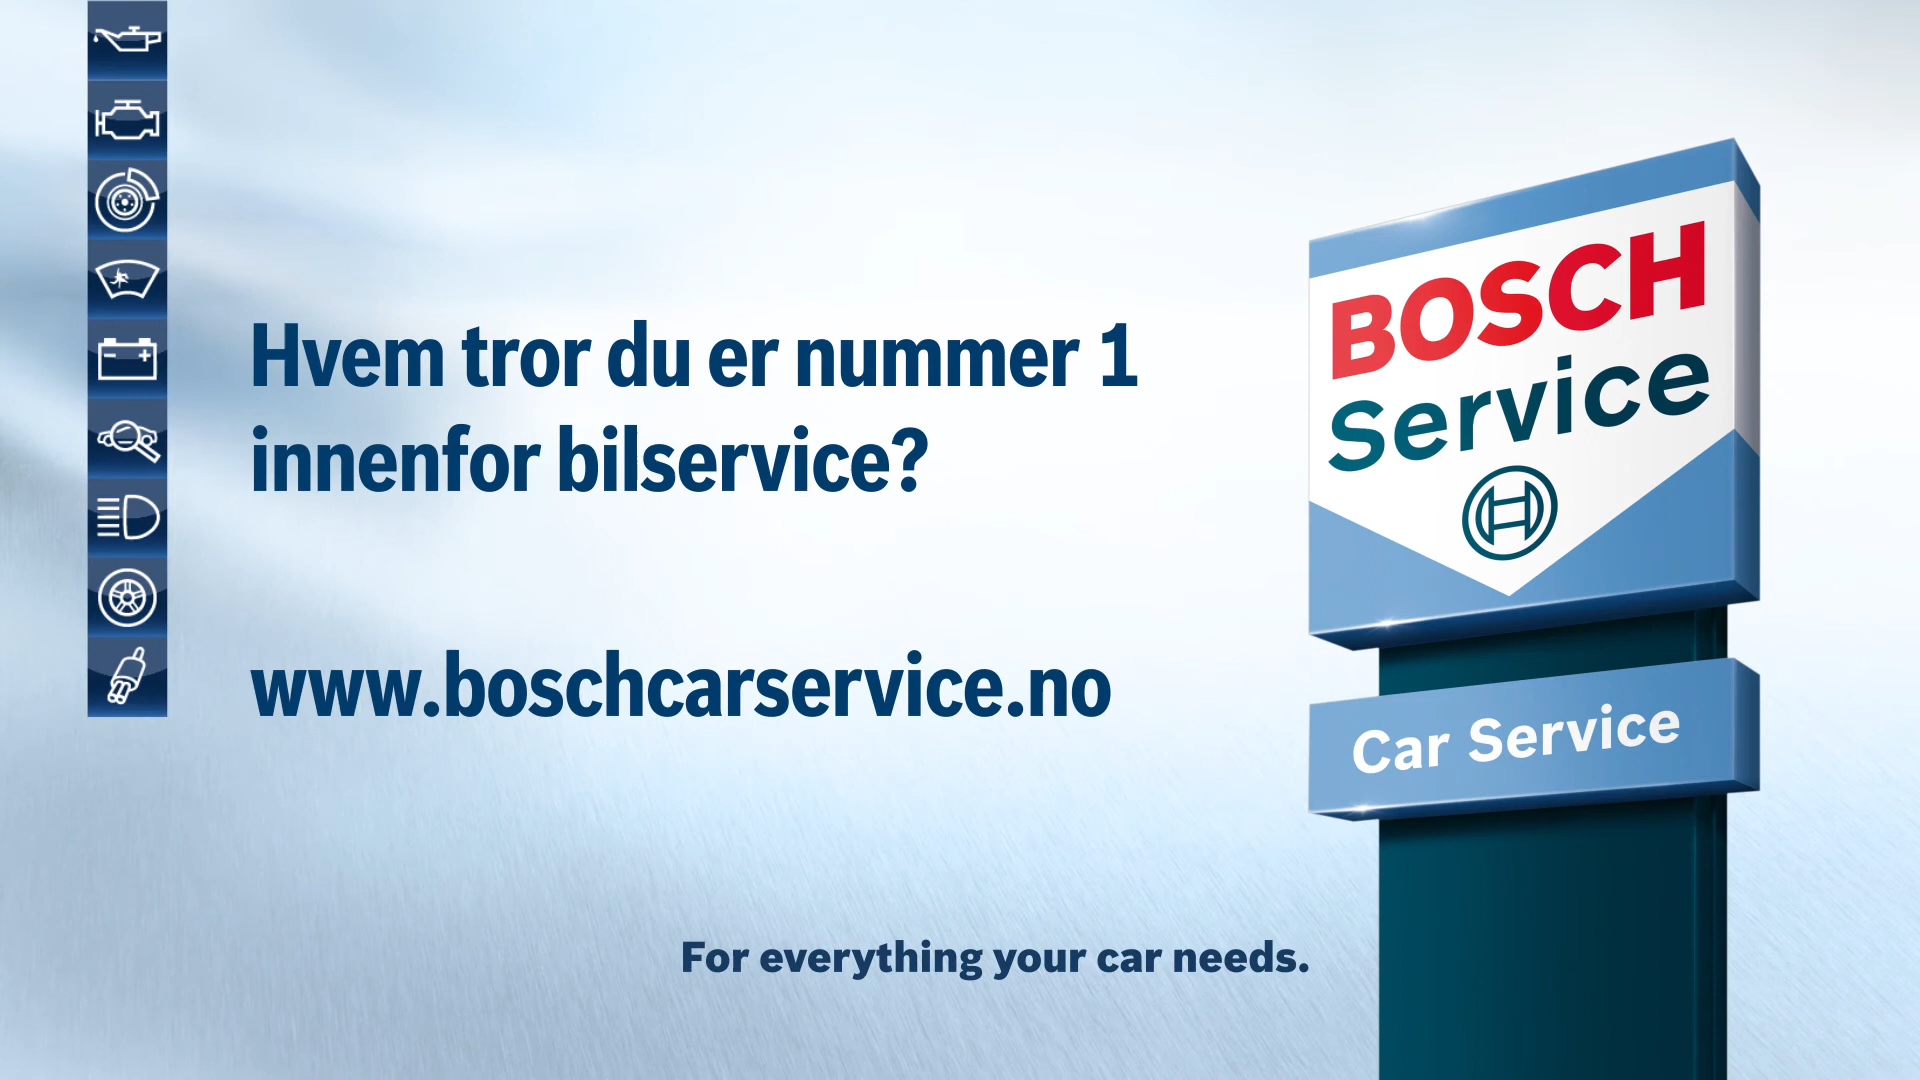 Hvem tror du er nummer 1
innenfor bilservice?
www.boschcarservice.no
BOSCH
Service
Car Service
For everything your car needs.